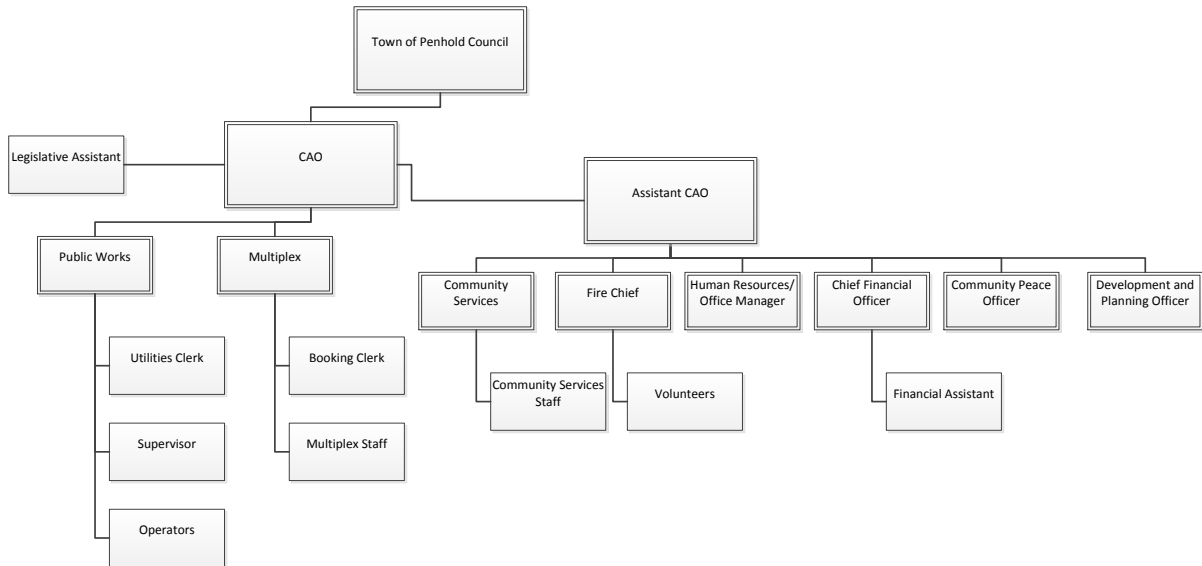 Town of Penhold Council
Legislative Assistant
CAO
Assistant CAO
Public Works
Multiplex
Community
Services
Fire Chief
Human Resources/
Office Manager
Chief Financial
Officer
Community Peace
Officer
Development and
Planning Officer
Utilities Clerk
Booking Clerk
Community Services
Staff
Volunteers
Financial Assistant
Supervisor
Multiplex Staff
Operators